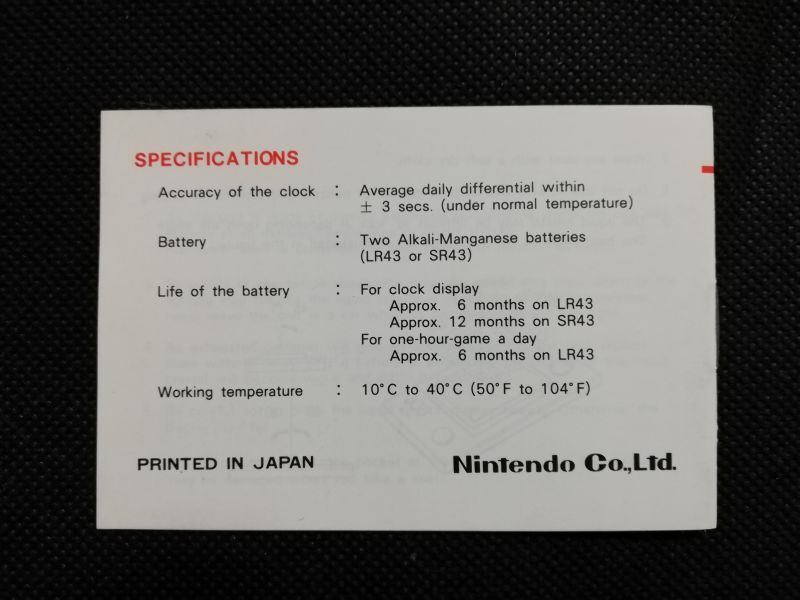 SPECIFICATIONS
Accuracy of the clock : Average daily differential within
± 3 secs. (under normal temperature)
Battery : Two Alkali-Manganese batteries
(LR43 or SR43)
Life of the battery : For clock display
Approx. 6 months on LR43
Approx. 12 months on SR43
For one-hour-game a day
Approx. 6 months on LR43
Working temperature : 10°C to 40°C (50°F to 104°F)
PRINTED IN JAPAN Nintendo Co.,Ltd.